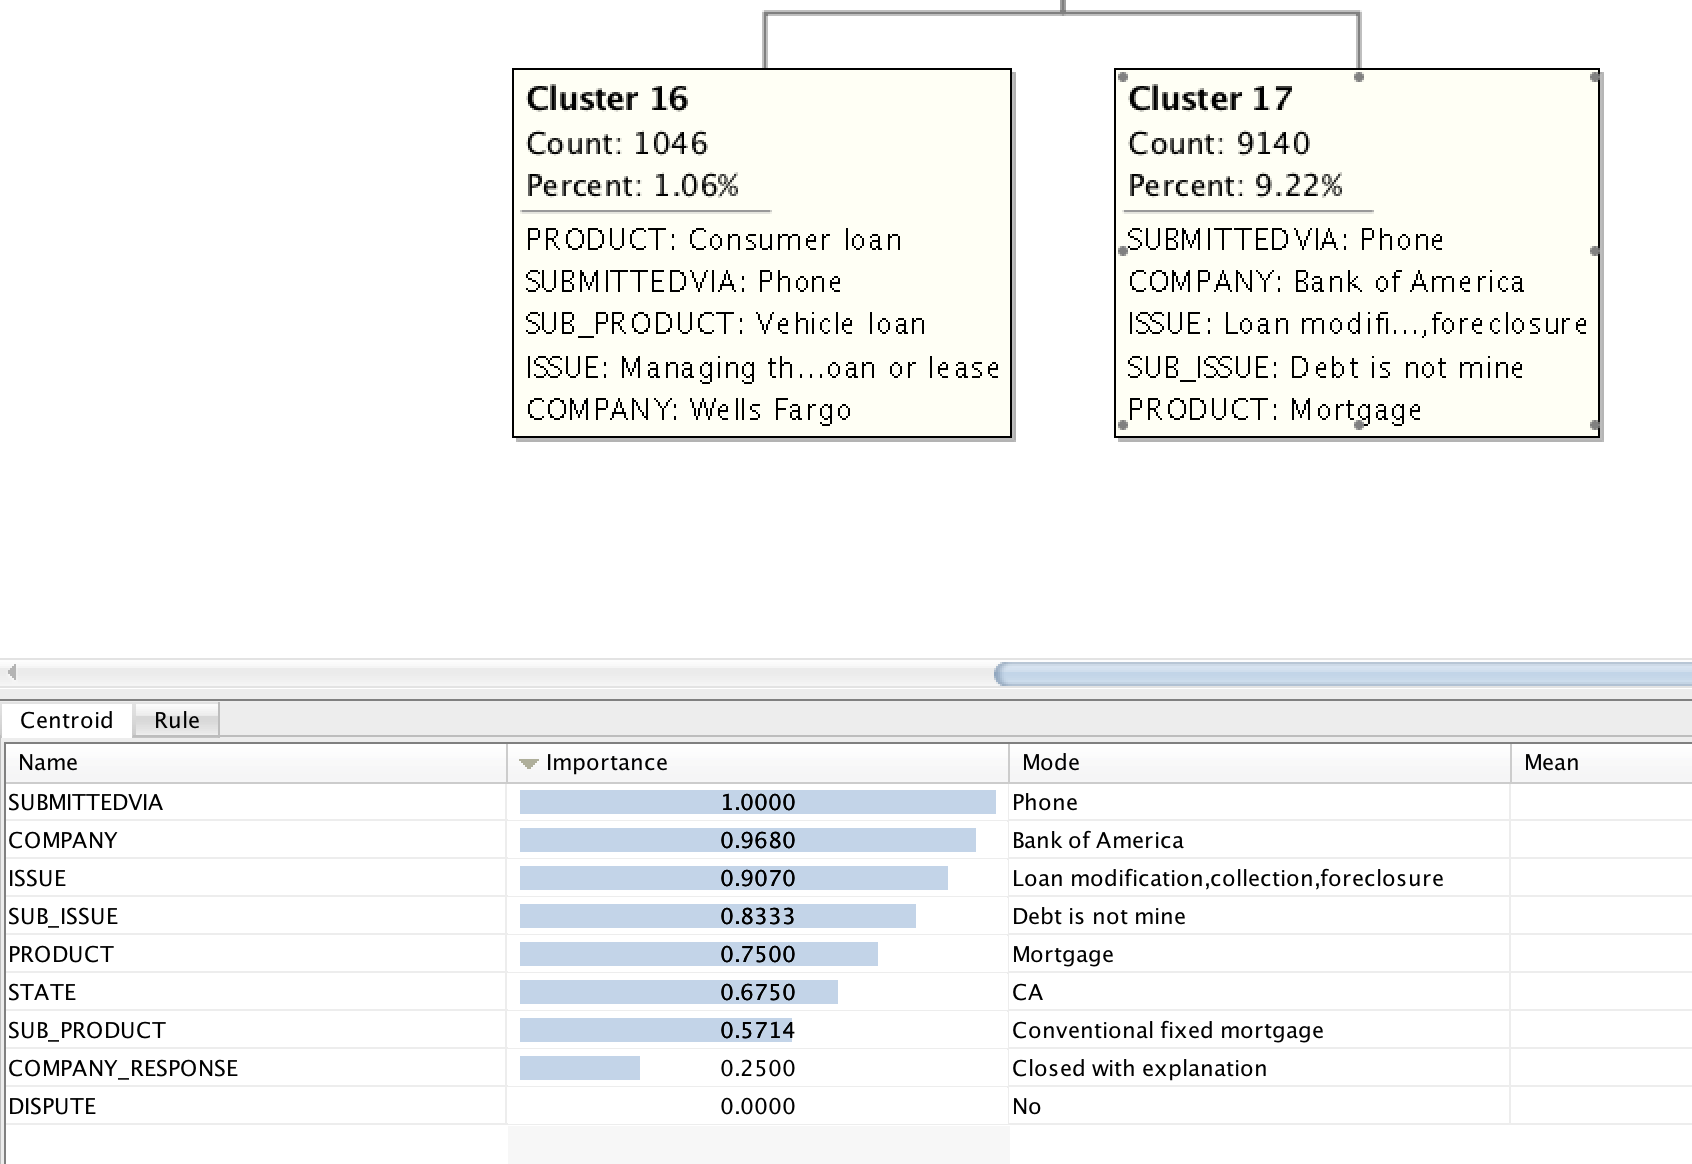 Cluster 16
Count: 1046
Percent: 1.06%
PRODUCT: Consumer loan
SUBMITTEDVIA: Phone
SUB_PRODUCT: Vehicle loan
ISSUE: Managing th...oan or lease
COMPANY: Wells Fargo
Cluster 17
Count: 9140
Percent: 9.22%
SUBMITTEDVIA: Phone
COMPANY: Bank of America
ISSUE: Loan modifi...,foreclosure
SUB_ISSUE: Debt is not mine
PRODUCT: Mortgage
Centroid Rule
Name Importance Mode Mean
SUBMITTEDVIA 1.0000 Phone
COMPANY 0.9680 Bank of America
ISSUE 0.9070 Loan modification,collection,foreclosure
SUB_ISSUE 0.8333 Debt is not mine
PRODUCT 0.7500 Mortgage
STATE 0.6750 CA
SUB_PRODUCT 0.5714 Conventional fixed mortgage
COMPANY_RESPONSE 0.2500 Closed with explanation
DISPUTE 0.0000 No